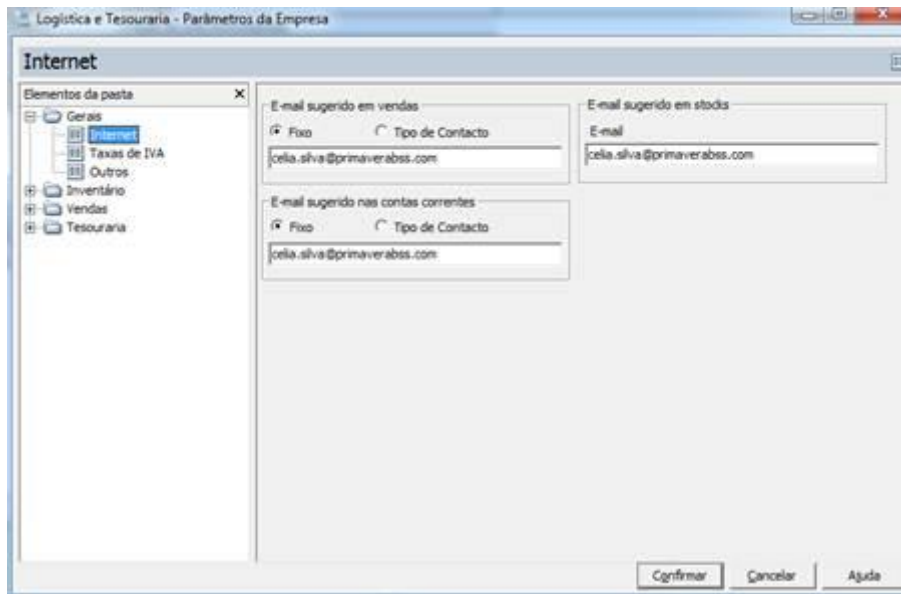 Logística e Tesouraria - Parâmetros da Empresa
Internet
Elementos da pasta
Gerais
Internet
Taxas de IVA
Outros
Inventário
Vendas
Tesouraria
E-mail sugerido em vendas
Fixo Tipo de Contacto
celia.silva@primaverabss.com
E-mail sugerido em stocks
E-mail
celia.silva@primaverabss.com
E-mail sugerido nas contas correntes
Fixo Tipo de Contacto
celia.silva@primaverabss.com
Confirmar Cancelar Ajuda